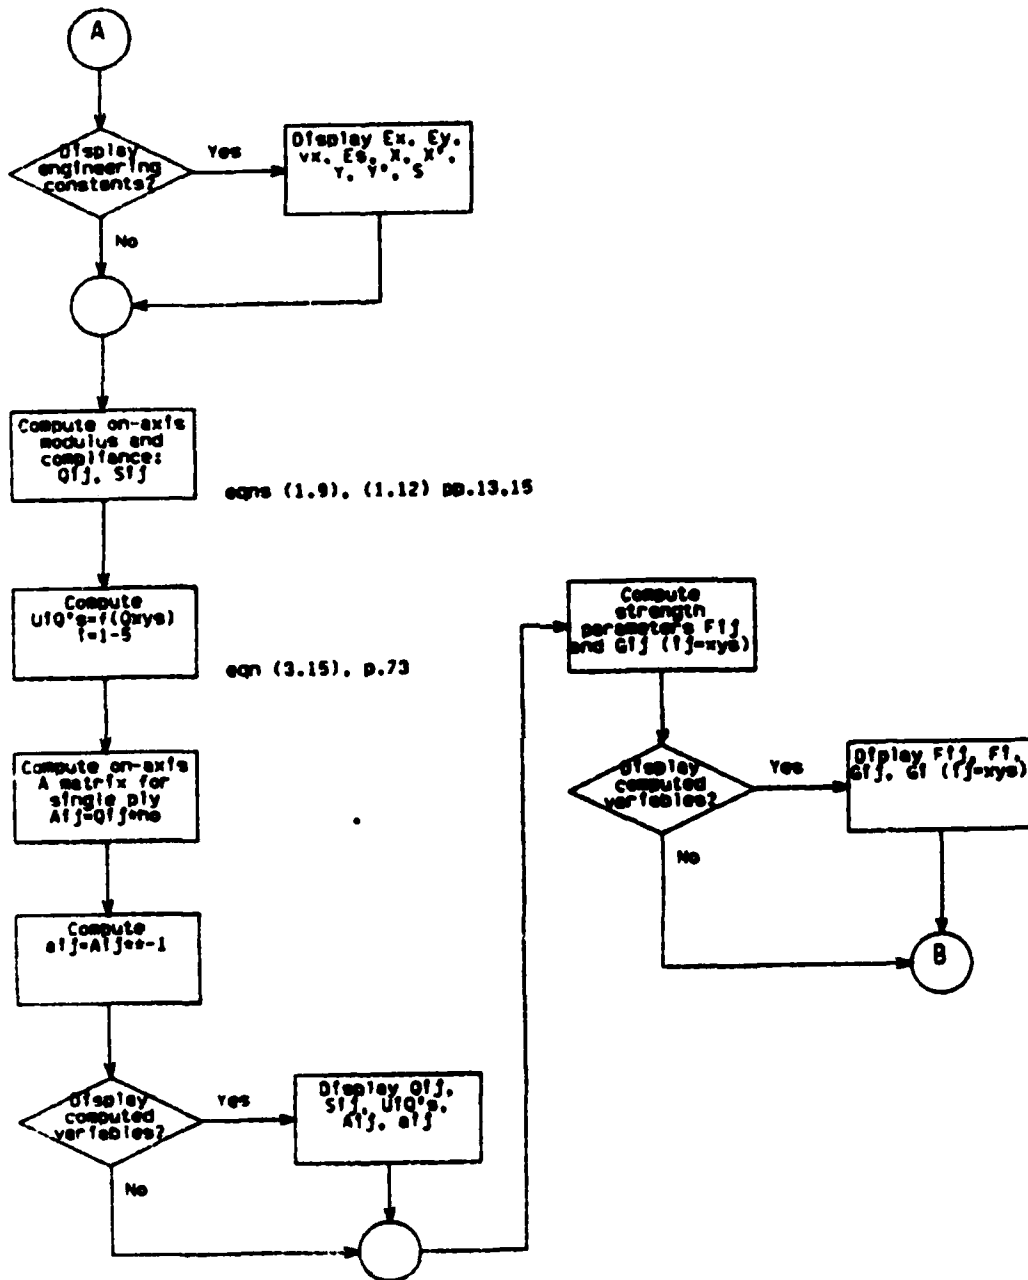 A
Display
engineering
constants?
Yes
Display Ex, Ey,
vx, Es, X, X',
Y, Y', S
No
Compute on-axis
modulus and
compliance:
Qij, Sij
eqns (1.9), (1.12) pp.13,15
Compute
UiQ's=f(Qxys)
i=1-5
eqn (3.15), p.73
Compute on-axis
A matrix for
single ply
Aij=Qij*ho
Compute
aij=Aij**-1
Display
computed
variables?
Yes
Display Qij,
Sij, UiQ's,
Aij, aij
No
Compute
strength
parameters Fij
and Gij (ij=xys)
Display
computed
variables?
Yes
Diplay Fij, Fi,
Gij, Gi (ij=xys)
No
B